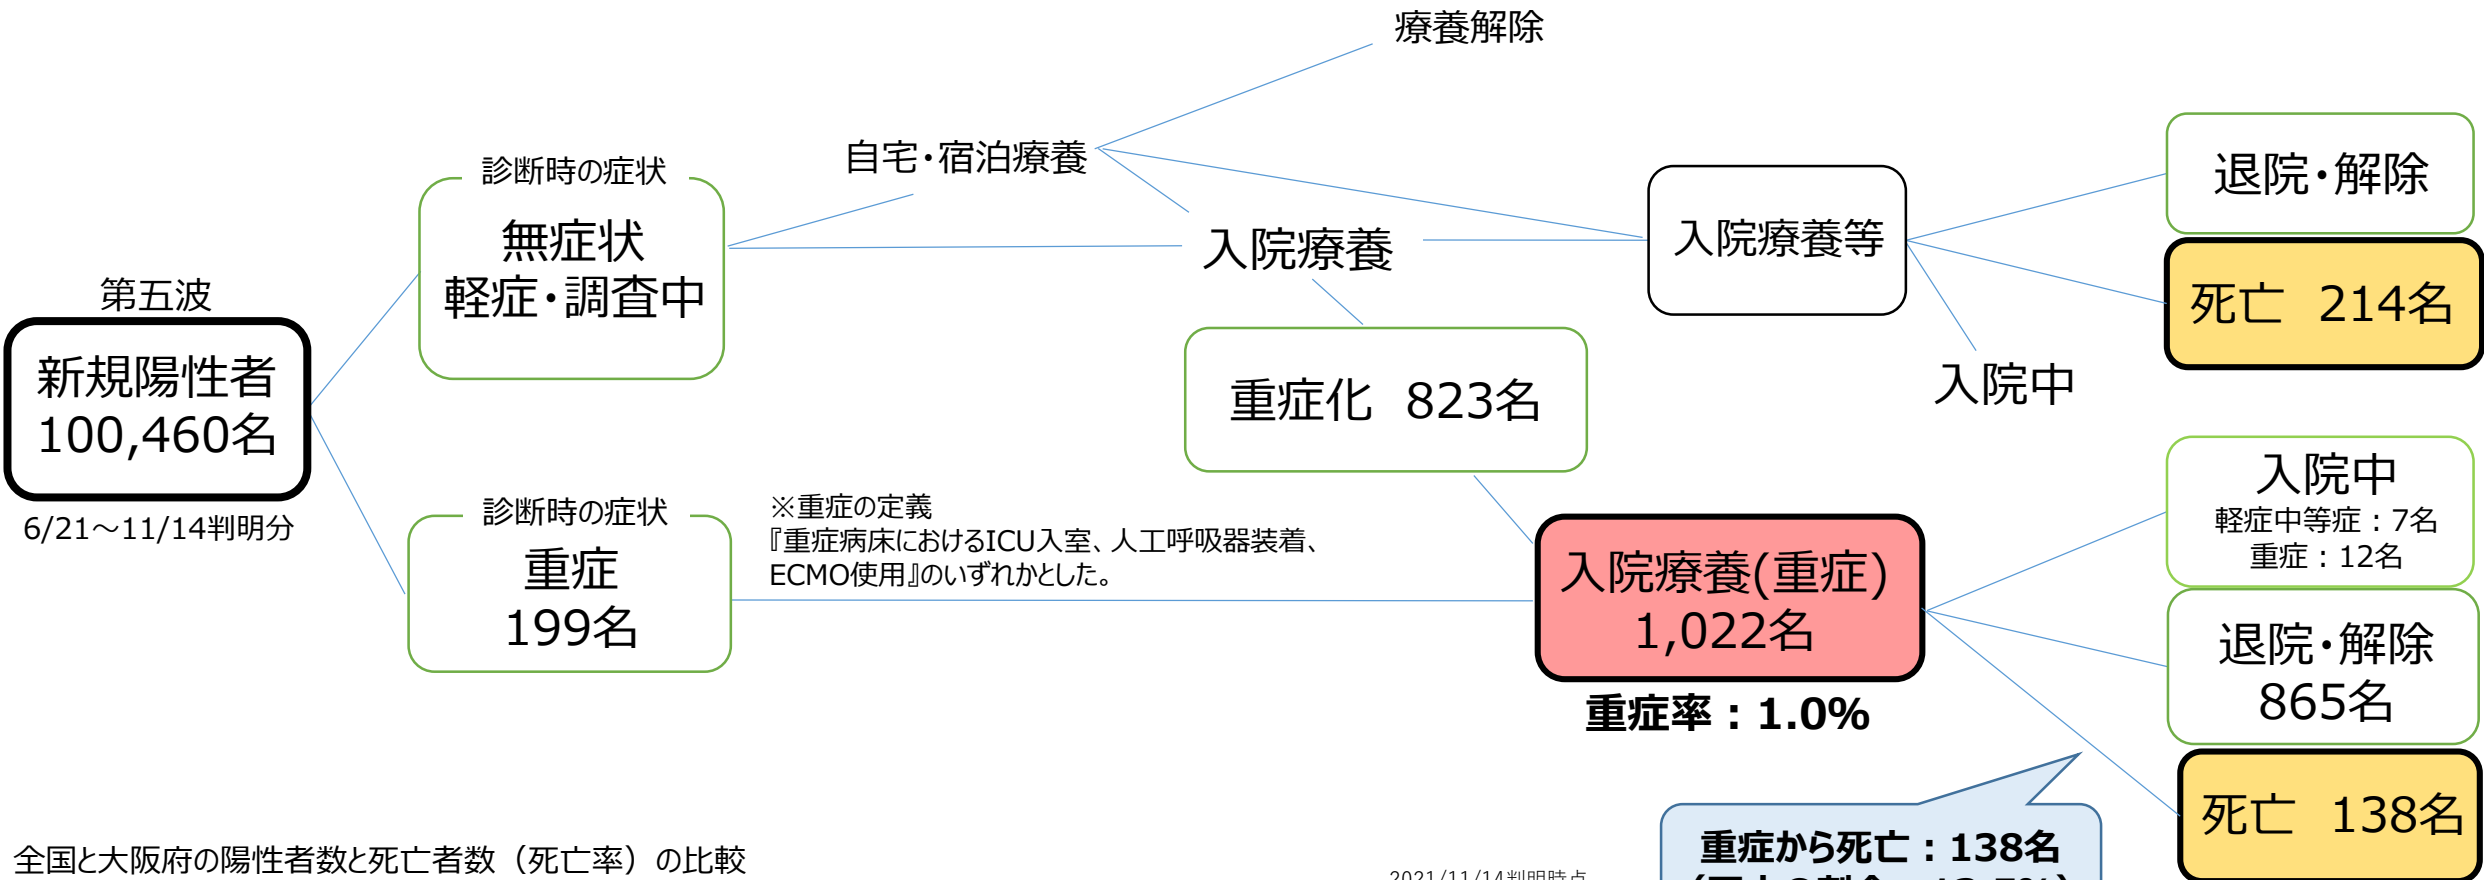 療養解除
自宅・宿泊療養
診断時の症状
無症状
軽症・調査中
入院療養
入院療養等
退院・解除
死亡 214名
入院中
第五波
新規陽性者
100,460名
6/21～11/14判明分
重症化 823名
診断時の症状
重症
199名
※重症の定義
『重症病床におけるICU入室、人工呼吸器装着、
ECMO使用』のいずれかとした。
入院療養(重症)
1,022名
重症率：1.0%
入院中
軽症中等症：7名
重症：12名
退院・解除
865名
死亡 138名
重症から死亡：138名
全国と大阪府の陽性者数と死亡者数（死亡率）の比較
2021/11/14判明時点